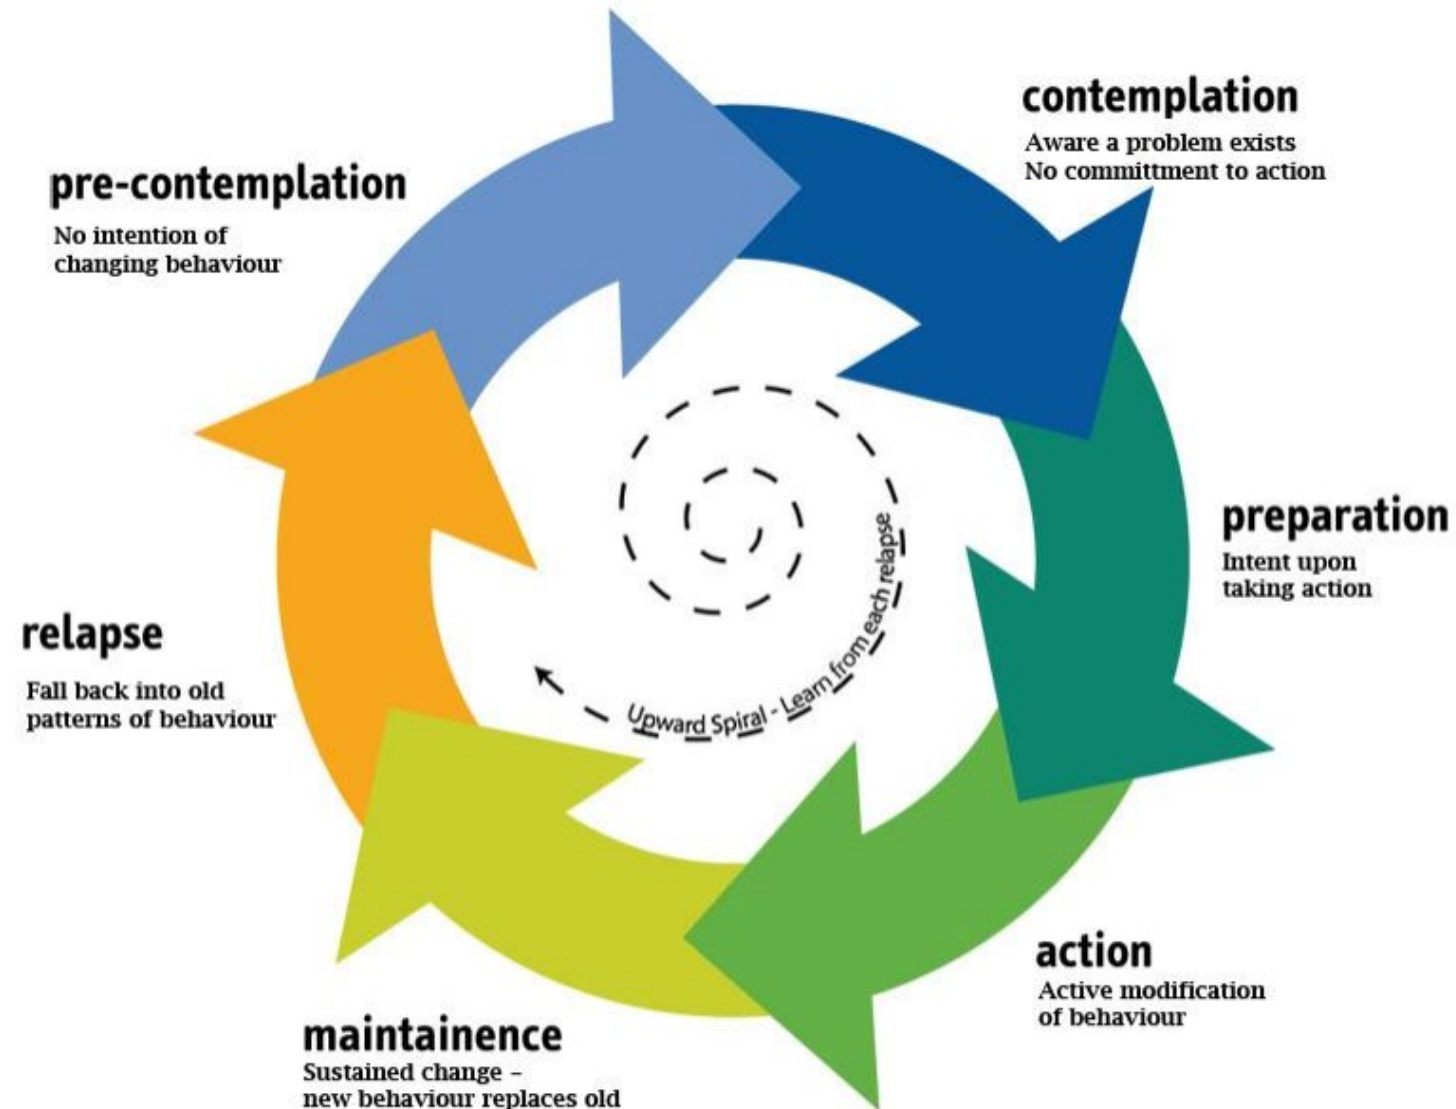 pre-contemplation
No intention of
changing behaviour
contemplation
Aware a problem exists
No committment to action
preparation
Intent upon
taking action
action
Active modification
of behaviour
maintainence
Sustained change –
new behaviour replaces old
relapse
Fall back into old
patterns of behaviour
Upward Spiral - Learn from each relapse